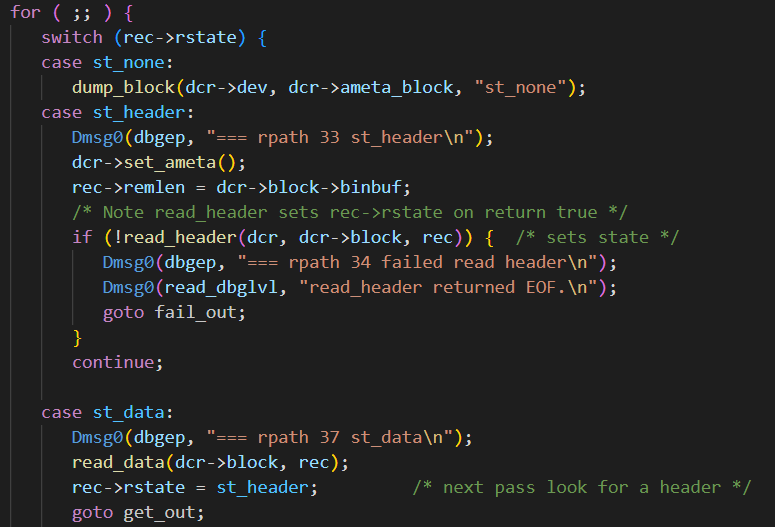 for ( ;; ) {
switch (rec->rstate) {
case st_none:
dump_block(dcr->dev, dcr->ameta_block, "st_none");
case st_header:
Dmsg0(dbgep, "=== rpath 33 st_header\n");
dcr->set_ameta();
rec->remlen = dcr->block->binbuf;
/* Note read_header sets rec->rstate on return true */
if (!read_header(dcr, dcr->block, rec)) {  /* sets state */
Dmsg0(dbgep, "=== rpath 34 failed read header\n");
Dmsg0(read_dbglvl, "read_header returned EOF.\n");
goto fail_out;
}
continue;
case st_data:
Dmsg0(dbgep, "=== rpath 37 st_data\n");
read_data(dcr->block, rec);
rec->rstate = st_header;         /* next pass look for a header */
goto get_out;